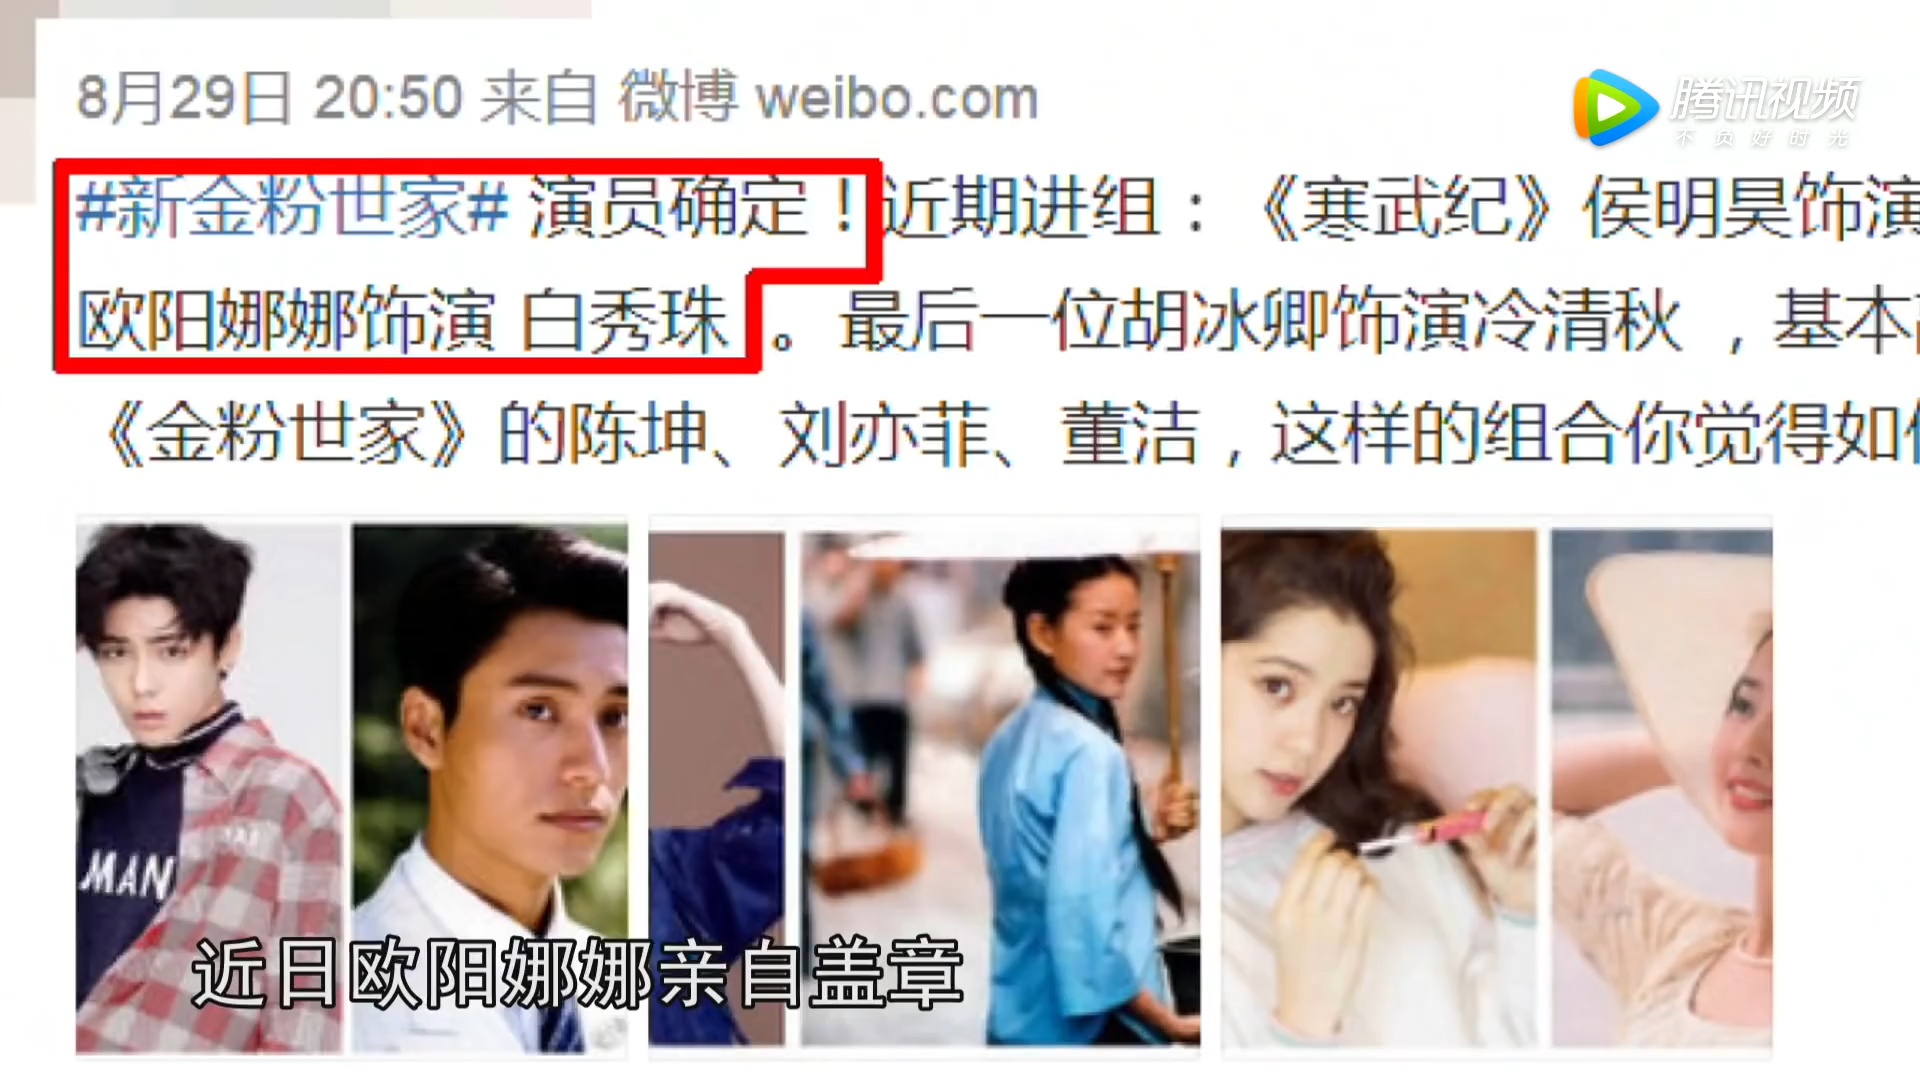 8月29日 20:50 来自 微博 weibo.com
腾讯视频
不负好时光
#新金粉世家# 演员确定！近期进组：《寒武纪》侯明昊饰演
欧阳娜娜饰演 白秀珠 。最后一位胡冰卿饰演冷清秋 ，基本
《金粉世家》的陈坤、刘亦菲、董洁，这样的组合你觉得如
MAN
近日欧阳娜娜亲自盖章